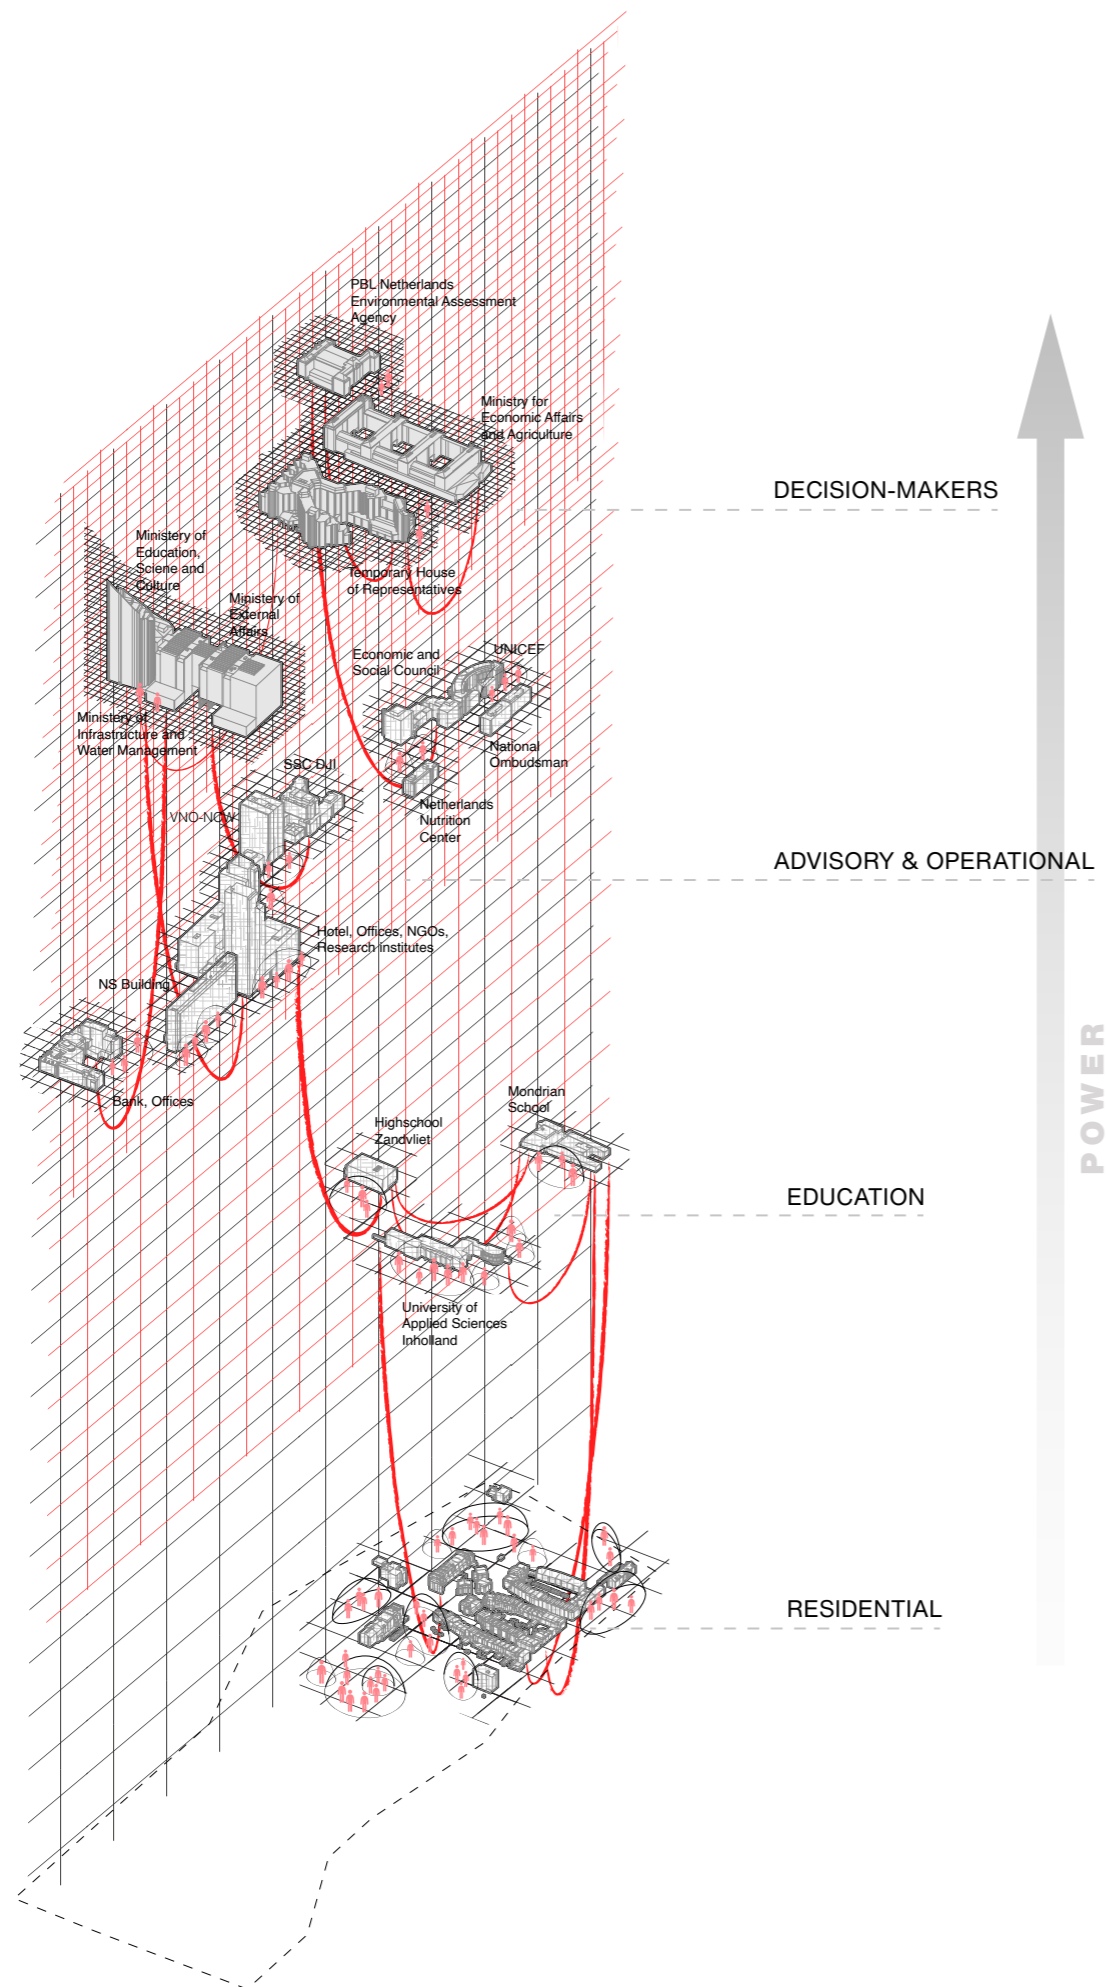 PBL Netherlands
Environmental Assessment
Agency
Ministry for
Economic Affairs
and Agriculture
DECISION-MAKERS
Ministery of
Education,
Sciene and
Culture
Temporary House
of Representatives
Ministery of
External
Affairs
Economic and
Social Council
UNICEF
Ministery of
Infrastructure and
Water Management
National
Ombudsman
SSC DJI
Netherlands
Nutrition
Center
VNO-NCW
ADVISORY & OPERATIONAL
Hotel, Offices, NGOs,
Research institutes
NS Building
POWER
Bank, Offices
Mondrian
School
Highschool
Zandvliet
EDUCATION
University of
Applied Sciences
Inholland
RESIDENTIAL